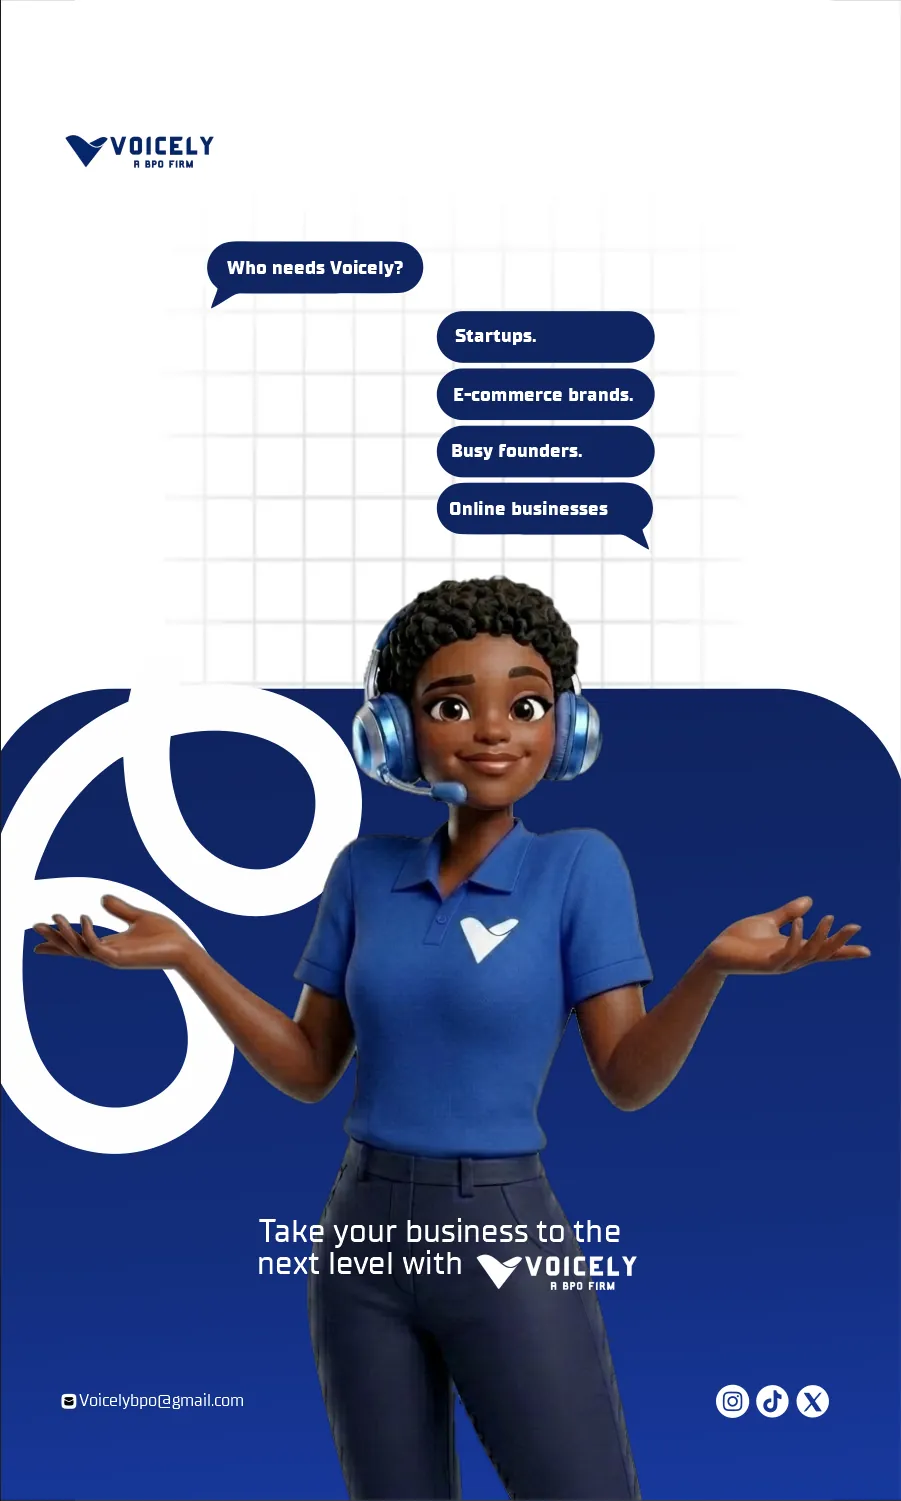 VOICELY
A BPO FIRM
Who needs Voicely?
Startups.
E-commerce brands.
Busy founders.
Online businesses
Take your business to the
next level with VOICELY
A BPO FIRM
Voicelybpo@gmail.com